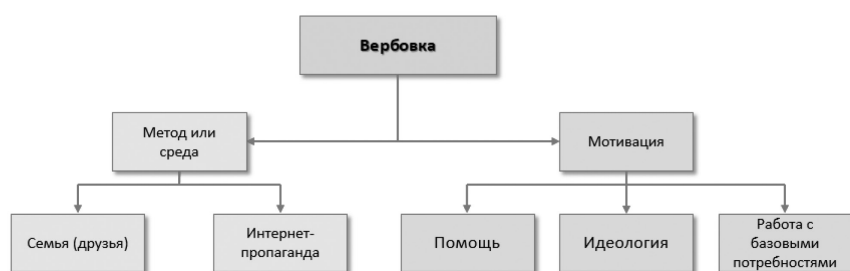 Вербовка
Метод или
среда
Мотивация
Семья (друзья)
Интернет-
пропаганда
Помощь
Идеология
Работа с
базовыми
потребностями